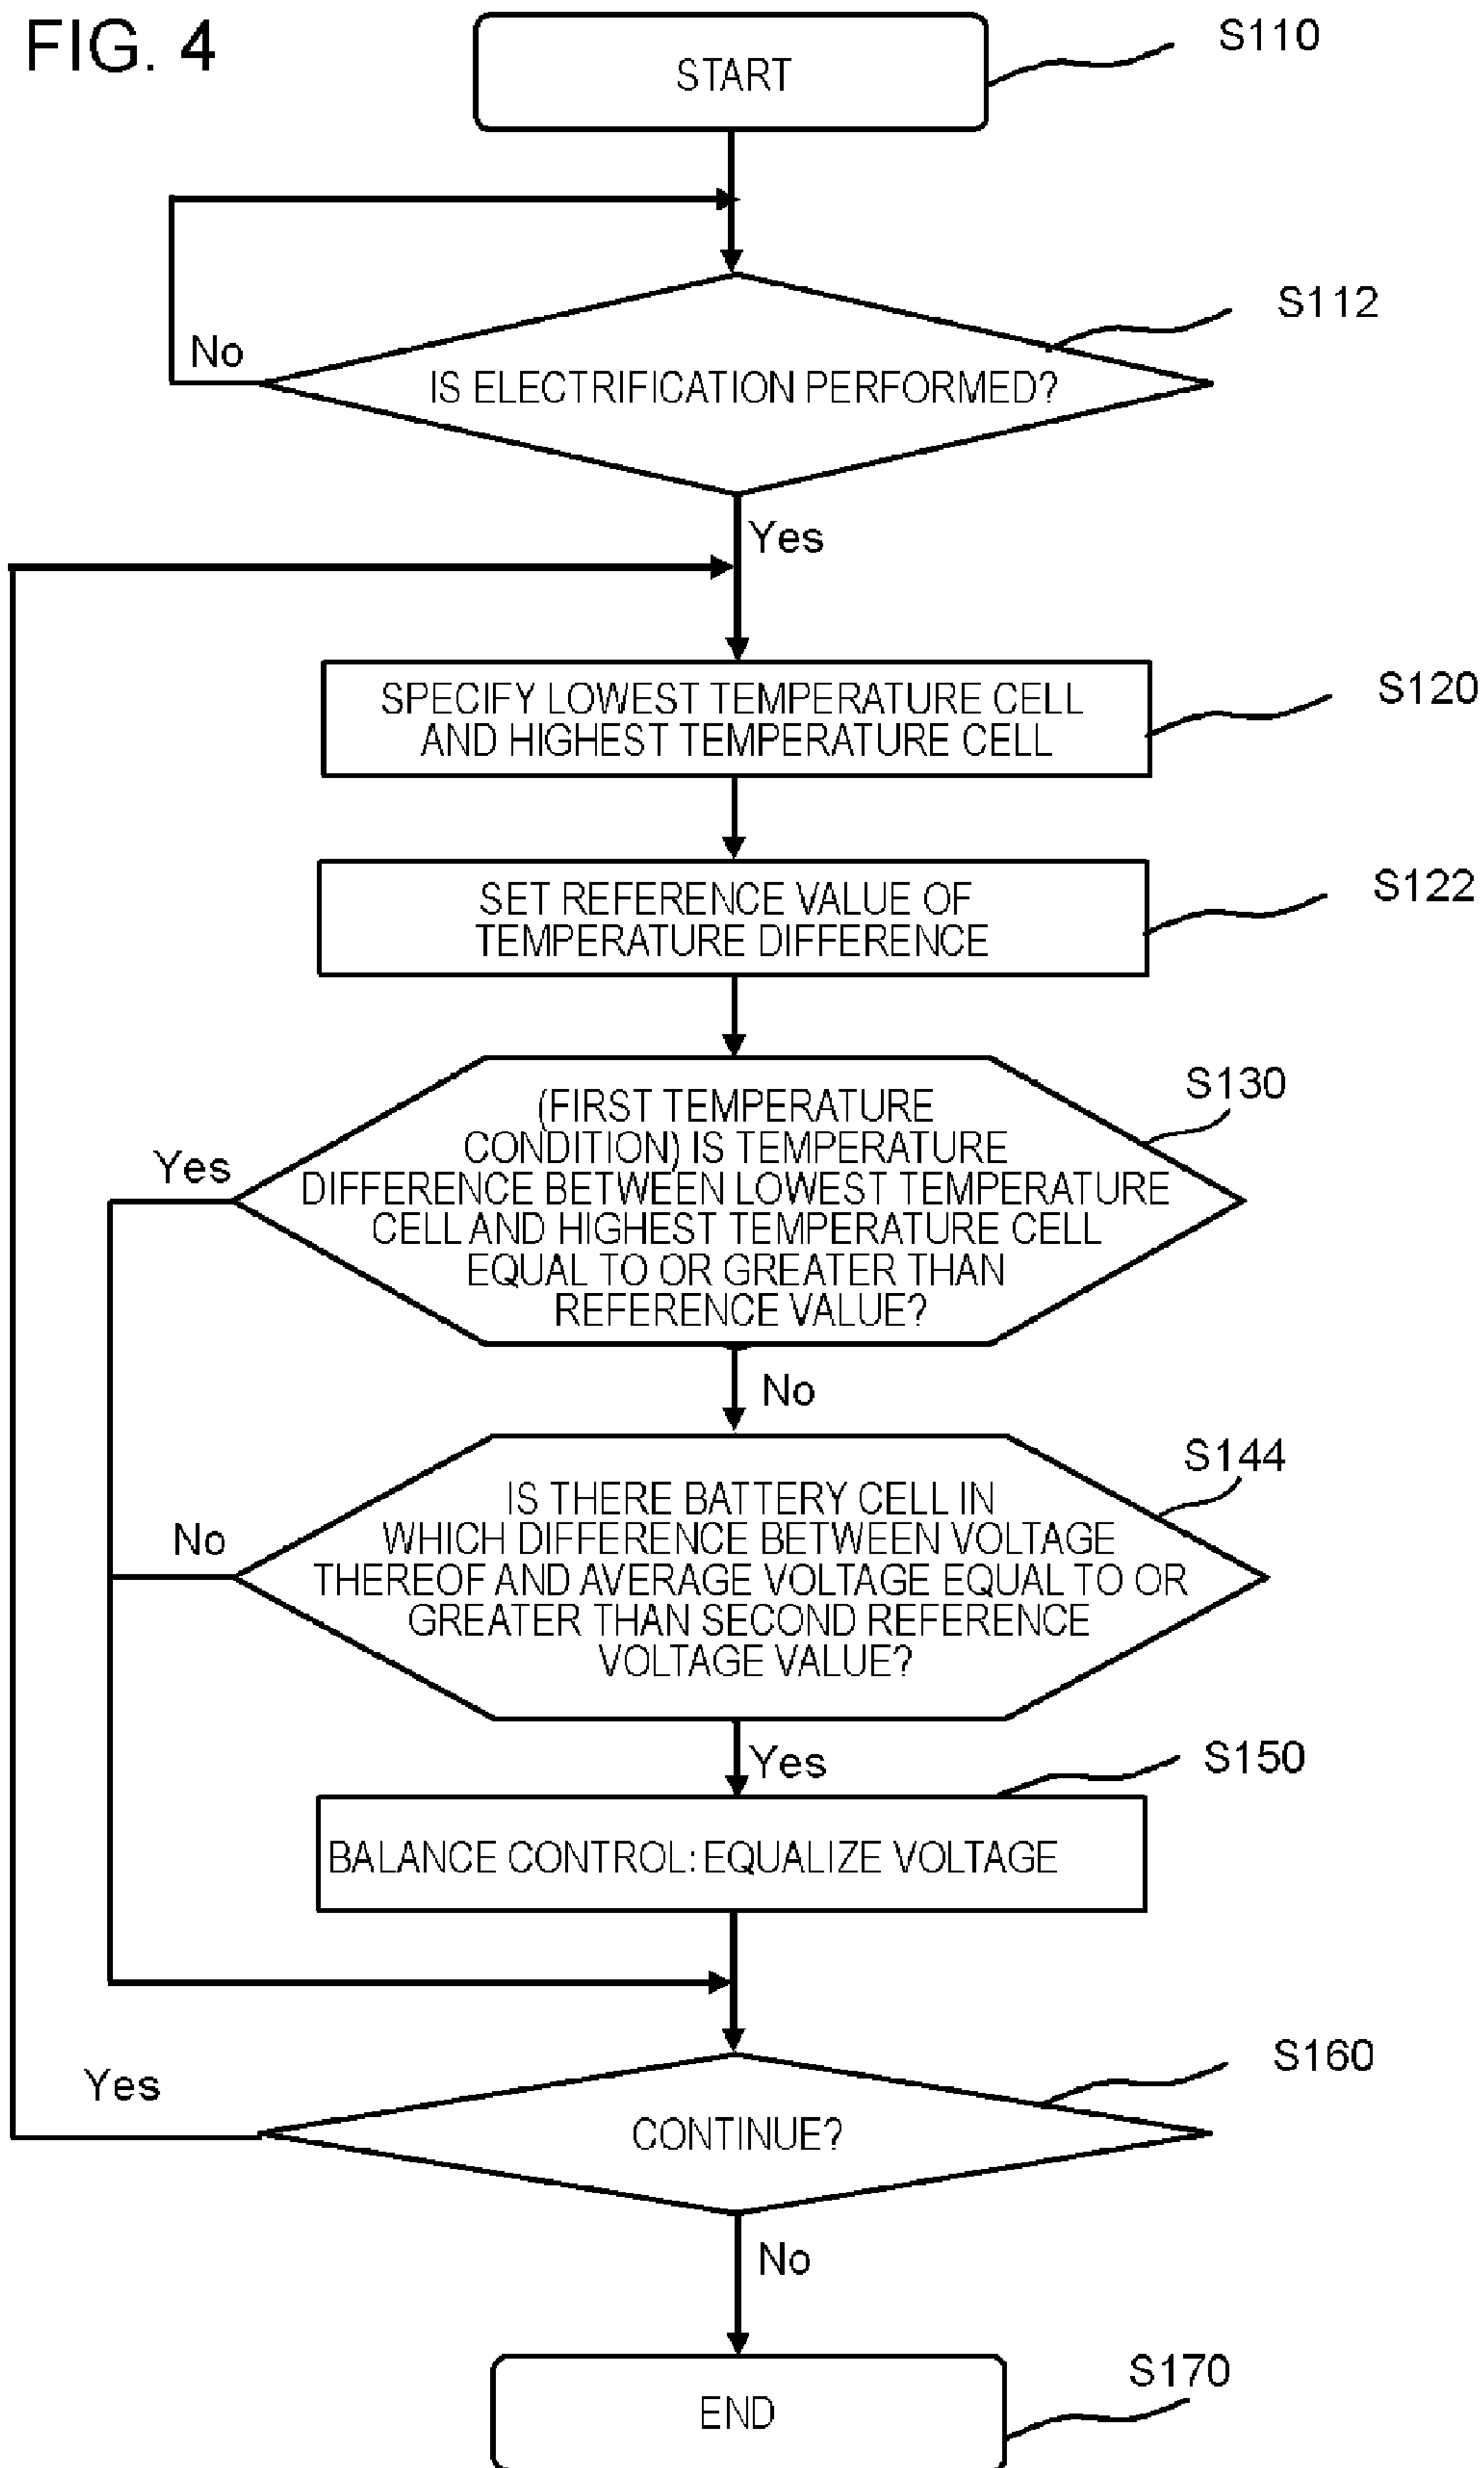 FIG. 4
START
S110
No
IS ELECTRIFICATION PERFORMED?
S112
Yes
SPECIFY LOWEST TEMPERATURE CELL
AND HIGHEST TEMPERATURE CELL
S120
SET REFERENCE VALUE OF
TEMPERATURE DIFFERENCE
S122
(FIRST TEMPERATURE
CONDITION) IS TEMPERATURE
DIFFERENCE BETWEEN LOWEST TEMPERATURE
CELL AND HIGHEST TEMPERATURE CELL
EQUAL TO OR GREATER THAN
REFERENCE VALUE?
S130
Yes
No
IS THERE BATTERY CELL IN
WHICH DIFFERENCE BETWEEN VOLTAGE
THEREOF AND AVERAGE VOLTAGE EQUAL TO OR
GREATER THAN SECOND REFERENCE
VOLTAGE VALUE?
S144
No
Yes
BALANCE CONTROL: EQUALIZE VOLTAGE
S150
Yes
CONTINUE?
S160
No
END
S170